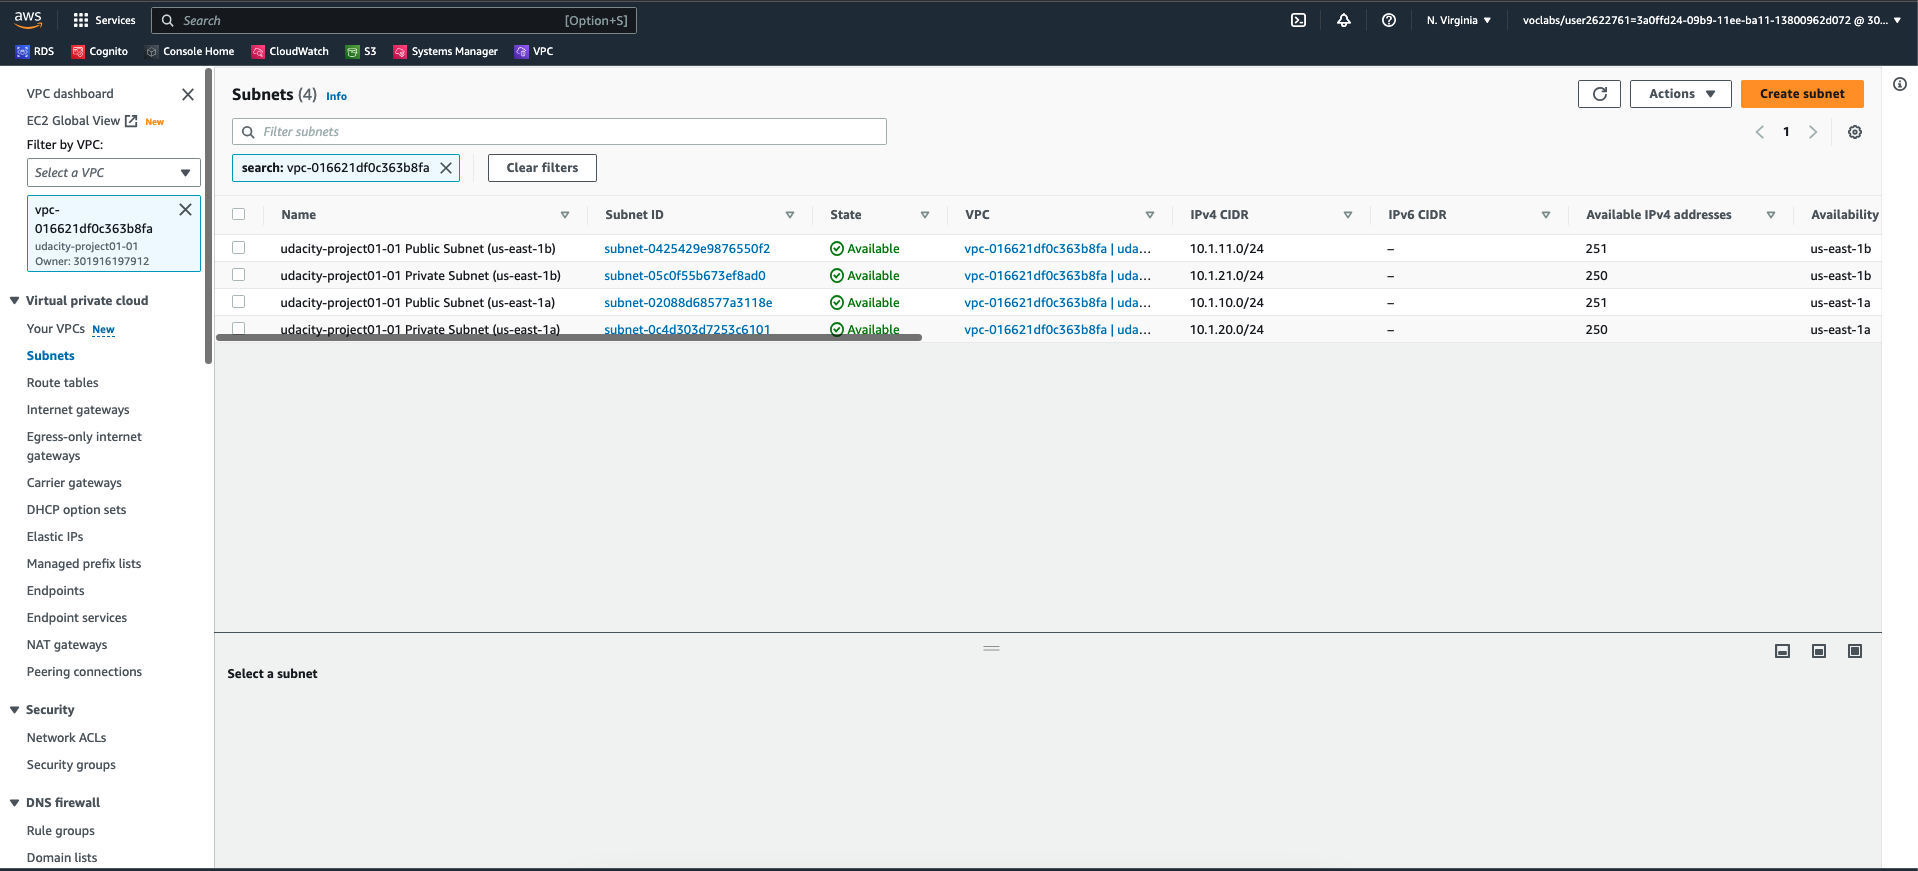 aws Services Search [Option+S] N. Virginia voclabs/user2622761=3a0ffd24-09b9-11ee-ba11-13800962d072 @ 30...
RDS Cognito Console Home CloudWatch S3 Systems Manager VPC
VPC dashboard
EC2 Global View New
Filter by VPC:
Select a VPC
vpc-
016621df0c363b8fa
udacity-project01-01
Owner: 301916197912
Virtual private cloud
Your VPCs New
Subnets
Route tables
Internet gateways
Egress-only internet
gateways
Carrier gateways
DHCP option sets
Elastic IPs
Managed prefix lists
Endpoints
Endpoint services
NAT gateways
Peering connections
Security
Network ACLs
Security groups
DNS firewall
Rule groups
Domain lists
Subnets (4) Info
Actions Create subnet
Filter subnets
1
search: vpc-016621df0c363b8fa Clear filters
Name Subnet ID State VPC IPv4 CIDR IPv6 CIDR Available IPv4 addresses Availability
udacity-project01-01 Public Subnet (us-east-1b) subnet-0425429e9876550f2 Available vpc-016621df0c363b8fa | uda... 10.1.11.0/24 – 251 us-east-1b
udacity-project01-01 Private Subnet (us-east-1b) subnet-05c0f55b673ef8ad0 Available vpc-016621df0c363b8fa | uda... 10.1.21.0/24 – 250 us-east-1b
udacity-project01-01 Public Subnet (us-east-1a) subnet-02088d68577a3118e Available vpc-016621df0c363b8fa | uda... 10.1.10.0/24 – 251 us-east-1a
udacity-project01-01 Private Subnet (us-east-1a) subnet-0c4d303d7253c6101 Available vpc-016621df0c363b8fa | uda... 10.1.20.0/24 – 250 us-east-1a
Select a subnet